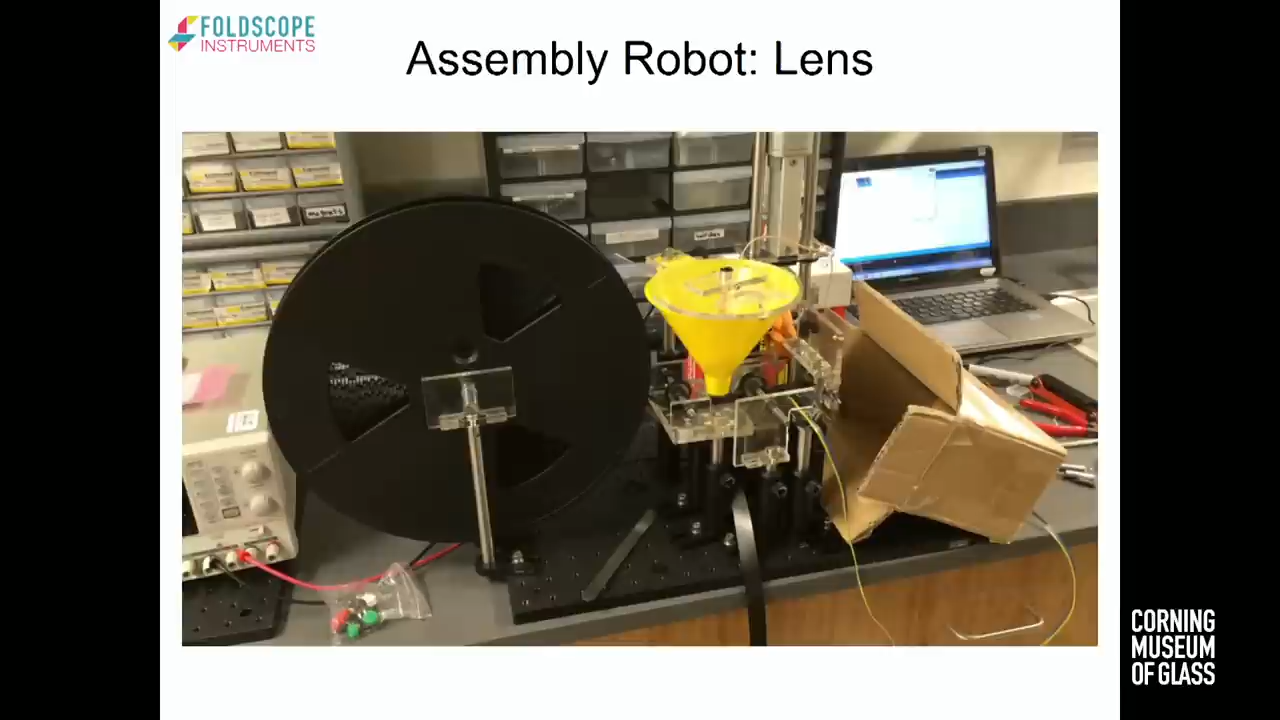 FOLDSCOPE
INSTRUMENTS
Assembly Robot: Lens
CORNING
MUSEUM
OF GLASS